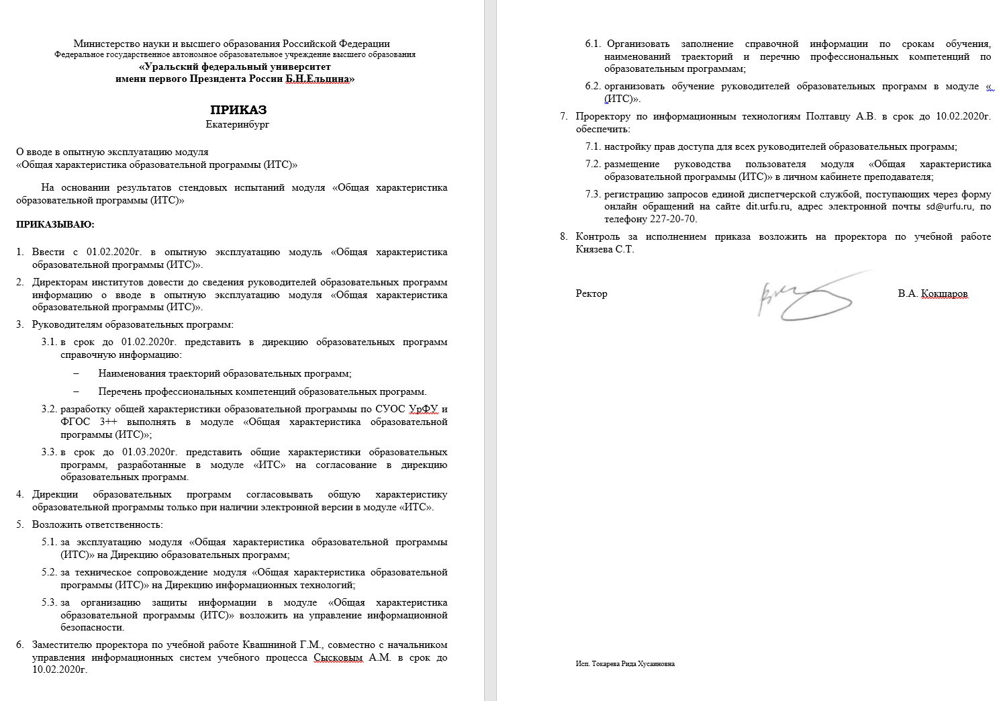 Министерство науки и высшего образования Российской Федерации
Федеральное государственное автономное образовательное учреждение высшего образования
«Уральский федеральный университет
имени первого Президента России Б.Н.Ельцина»
ПРИКАЗ
Екатеринбург
О вводе в опытную эксплуатацию модуля
«Общая характеристика образовательной программы (ИТС)»
На основании результатов стендовых испытаний модуля «Общая характеристика
образовательной программы (ИТС)»
ПРИКАЗЫВАЮ:
1. Ввести с 01.02.2020г. в опытную эксплуатацию модуль «Общая характеристика
образовательной программы (ИТС)».
2. Директорам институтов довести до сведения руководителей образовательных программ
информацию о вводе в опытную эксплуатацию модуля «Общая характеристика
образовательной программы (ИТС)».
3. Руководителям образовательных программ:
3.1. в срок до 01.02.2020г. представить в дирекцию образовательных программ
справочную информацию:
– Наименования траекторий образовательных программ;
– Перечень профессиональных компетенций образовательных программ.
3.2. разработку общей характеристики образовательной программы по СУОС УрФУ и
ФГОС 3++ выполнять в модуле «Общая характеристика образовательной
программы (ИТС)»;
3.3. в срок до 01.03.2020г. представить общие характеристики образовательных
программ, разработанные в модуле «ИТС» на согласование в дирекцию
образовательных программ.
4. Дирекции образовательных программ согласовывать общую характеристику
образовательной программы только при наличии электронной версии в модуле «ИТС».
5. Возложить ответственность:
5.1. за эксплуатацию модуля «Общая характеристика образовательной программы
(ИТС)» на Дирекцию образовательных программ;
5.2. за техническое сопровождение модуля «Общая характеристика образовательной
программы (ИТС)» на Дирекцию информационных технологий;
5.3. за организацию защиты информации в модуле «Общая характеристика
образовательной программы (ИТС)» возложить на управление информационной
безопасности.
6. Заместителю проректора по учебной работе Квашниной Г.М., совместно с начальником
управления информационных систем учебного процесса Сысковым А.М. в срок до
10.02.2020г.
6.1. Организовать заполнение справочной информации по срокам обучения,
наименований траекторий и перечню профессиональных компетенций по
образовательным программам;
6.2. организовать обучение руководителей образовательных программ в модуле «
(ИТС)».
7. Проректору по информационным технологиям Полтавцу А.В. в срок до 10.02.2020г.
обеспечить:
7.1. настройку прав доступа для всех руководителей образовательных программ;
7.2. размещение руководства пользователя модуля «Общая характеристика
образовательной программы (ИТС)» в личном кабинете преподавателя;
7.3. регистрацию запросов единой диспетчерской службой, поступающих через форму
онлайн обращений на сайте dit.urfu.ru, адрес электронной почты sd@urfu.ru, по
телефону 227-20-70.
8. Контроль за исполнением приказа возложить на проректора по учебной работе
Князева С.Т.
Ректор В.А. Кокшаров
Исп. Токарева Рида Хусаиновна